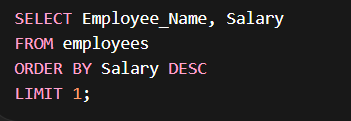 SELECT Employee_Name, Salary
FROM employees
ORDER BY Salary DESC
LIMIT 1;